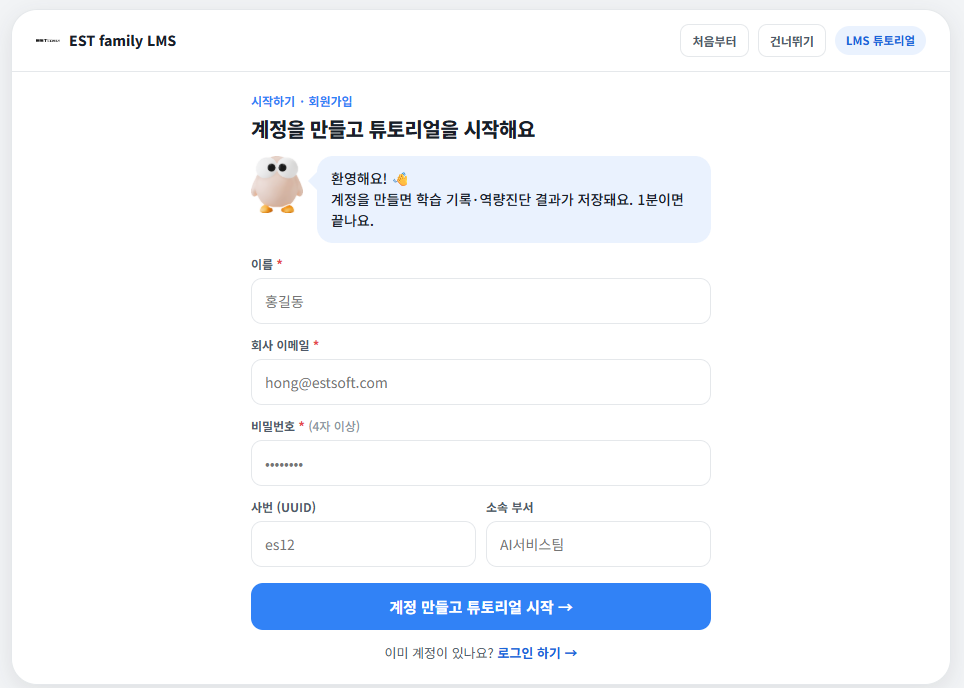 EST family LMS
처음부터
건너뛰기
LMS 튜토리얼
시작하기 · 회원가입
계정을 만들고 튜토리얼을 시작해요
환영해요! 👋
계정을 만들면 학습 기록·역량진단 결과가 저장돼요. 1분이면
끝나요.
이름 *
홍길동
회사 이메일 *
hong@estsoft.com
비밀번호 * (4자 이상)
••••••••
사번 (UUID)
소속 부서
es12
AI서비스팀
계정 만들고 튜토리얼 시작 →
이미 계정이 있나요? 로그인 하기 →